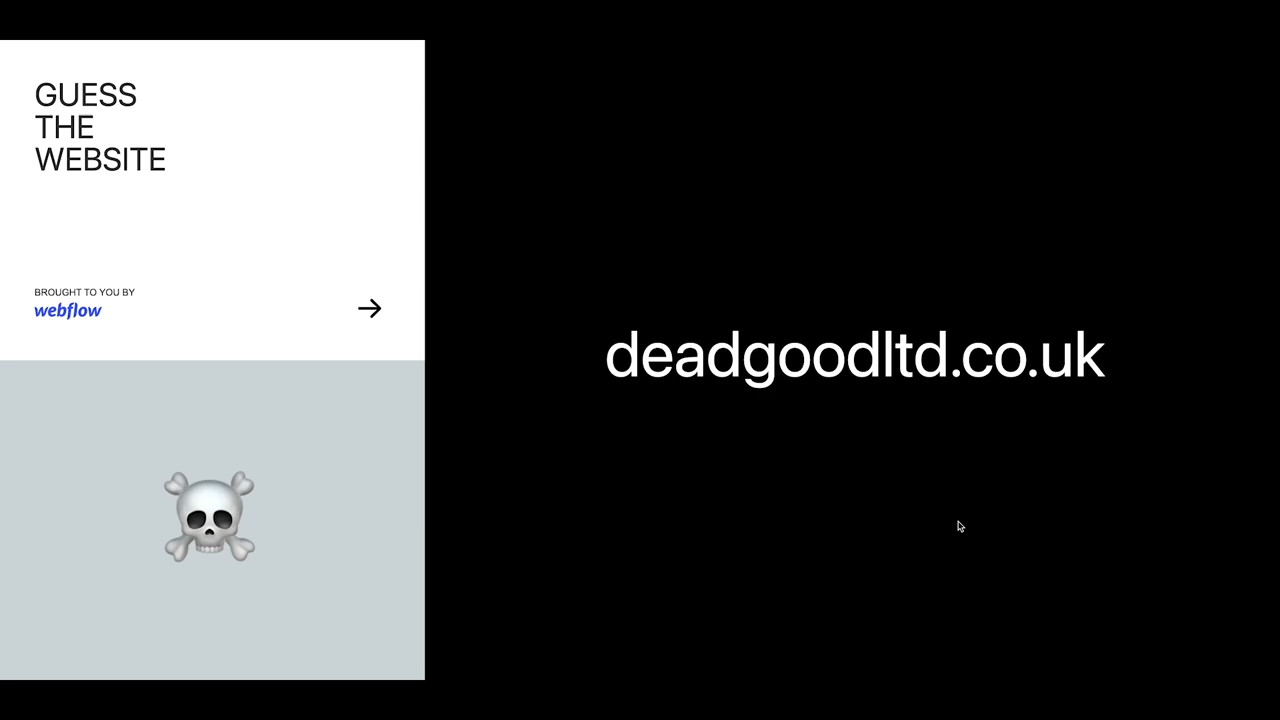 GUESS
THE
WEBSITE
BROUGHT TO YOU BY
webflow
deadgoodltd.co.uk